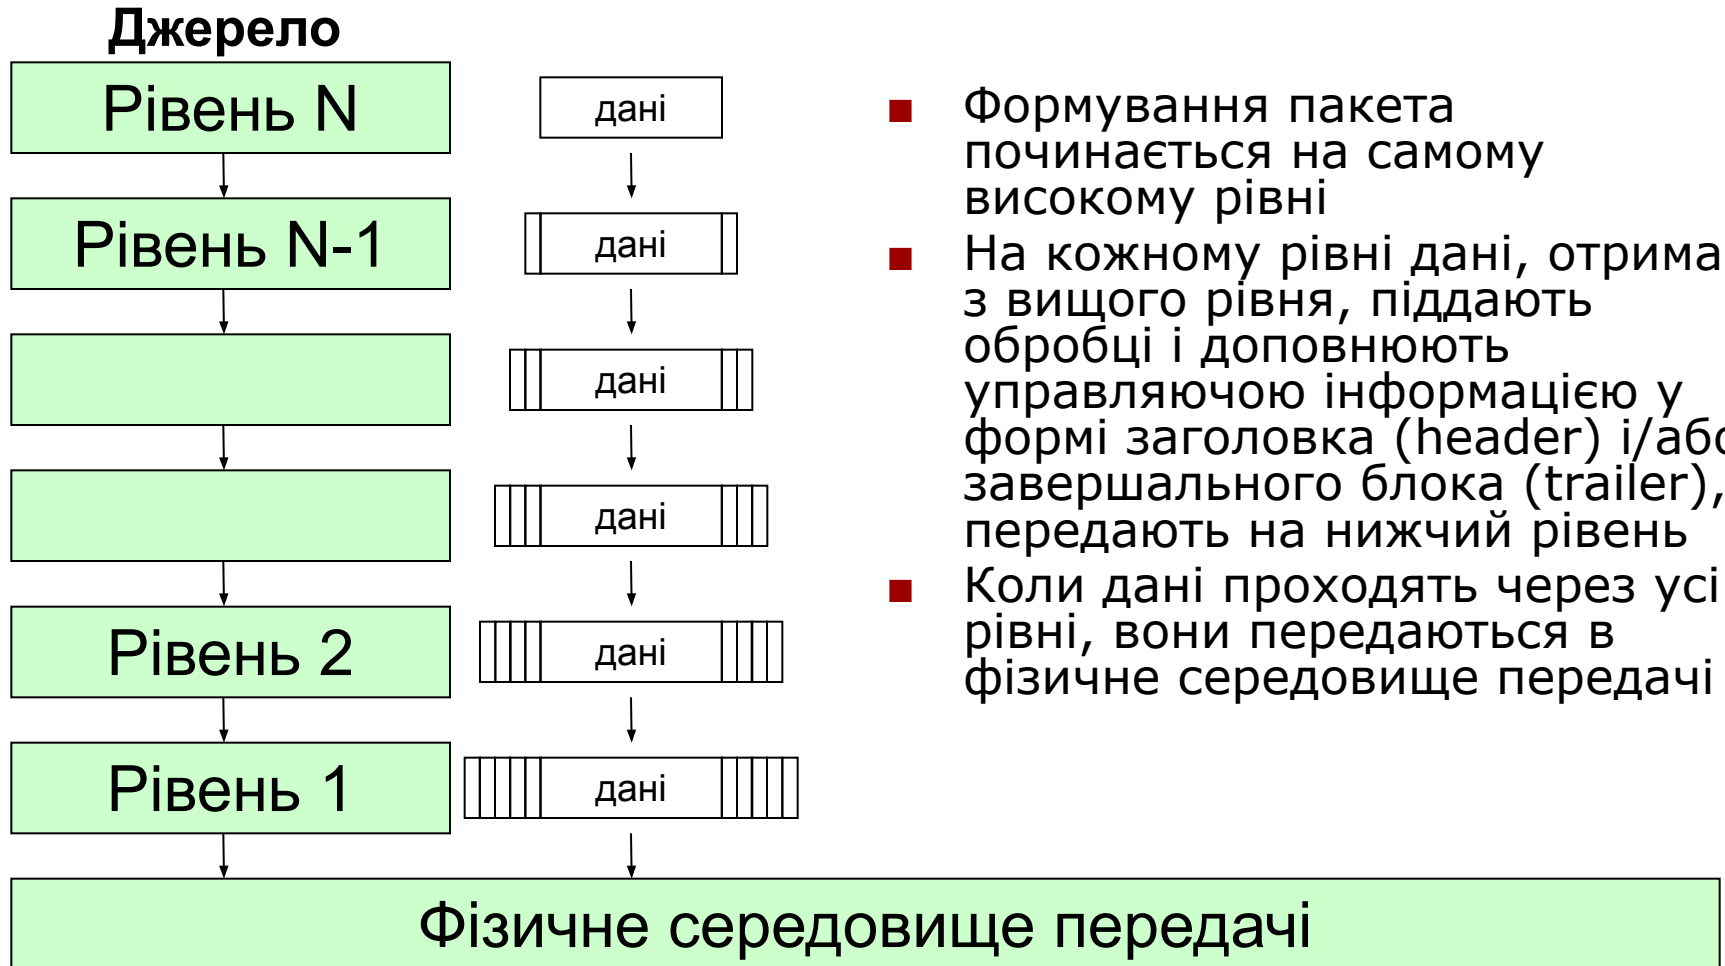 Джерело
Рівень N
дані
Рівень N-1
дані
дані
дані
Рівень 2
дані
Рівень 1
дані
Фізичне середовище передачі
Формування пакета
починається на самому
високому рівні
На кожному рівні дані,
з вищого рівня, піддають
обробці і доповнюють
управляючою інформацією у
формі заголовка (header)
завершального блока (trailer),
передають на нижчий рівень
Коли дані проходять через усі
рівні, вони передаються в
фізичне середовище передачі